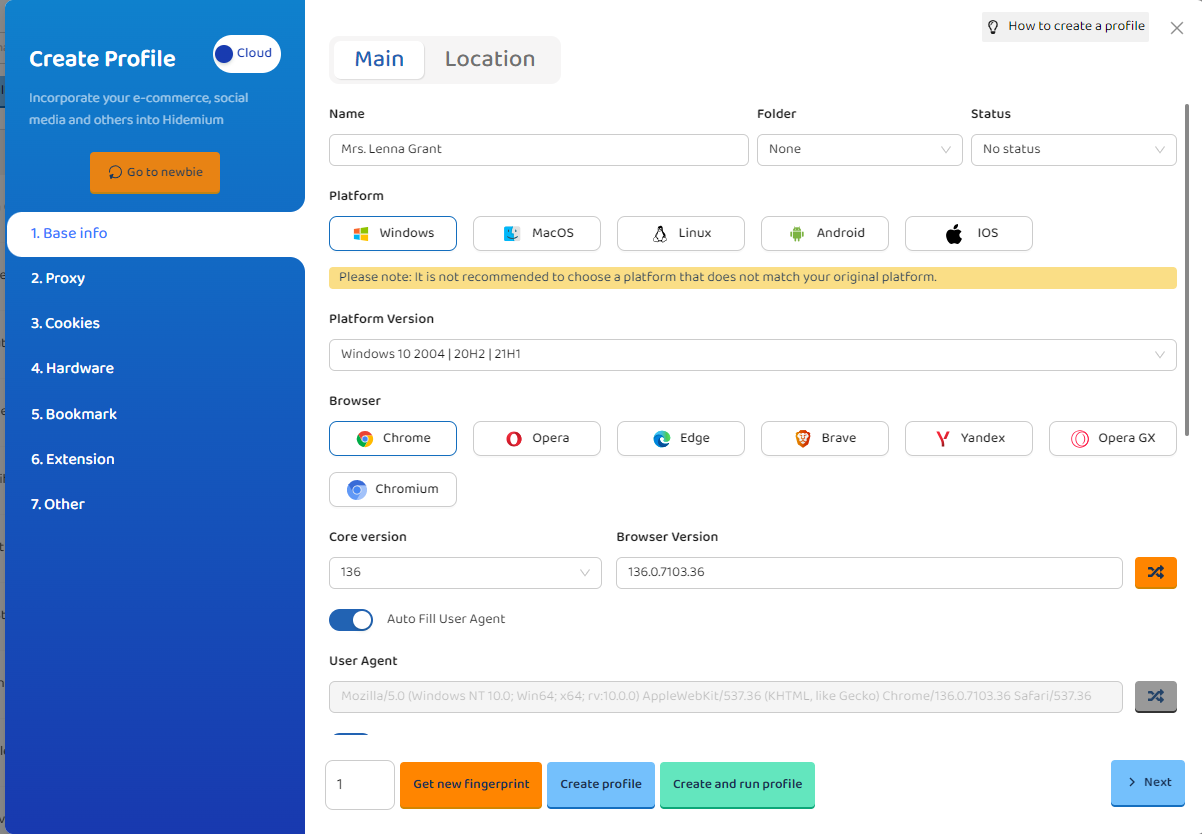 How to create a profile
Create Profile
Cloud
Incorporate your e-commerce, social
media and others into Hidemium
Go to newbie
1. Base info
2. Proxy
3. Cookies
4. Hardware
5. Bookmark
6. Extension
7. Other
Main Location
Name Folder Status
Mrs. Lenna Grant None No status
Platform
Windows MacOS Linux Android IOS
Please note: It is not recommended to choose a platform that does not match your original platform.
Platform Version
Windows 10 2004 | 20H2 | 21H1
Browser
Chrome Opera Edge Brave Yandex Opera GX
Chromium
Core version Browser Version
136 136.0.7103.36
Auto Fill User Agent
User Agent
Mozilla/5.0 (Windows NT 10.0; Win64; x64; rv:10.0.0) AppleWebKit/537.36 (KHTML, like Gecko) Chrome/136.0.7103.36 Safari/537.36
1 Get new fingerprint Create profile Create and run profile Next